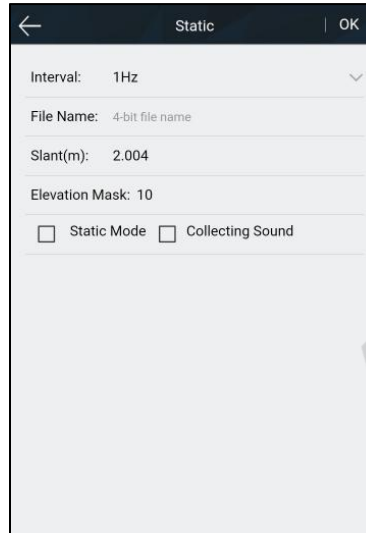 Static | OK
Interval: 1Hz
File Name: 4-bit file name
Slant(m): 2.004
Elevation Mask: 10
Static Mode Collecting Sound